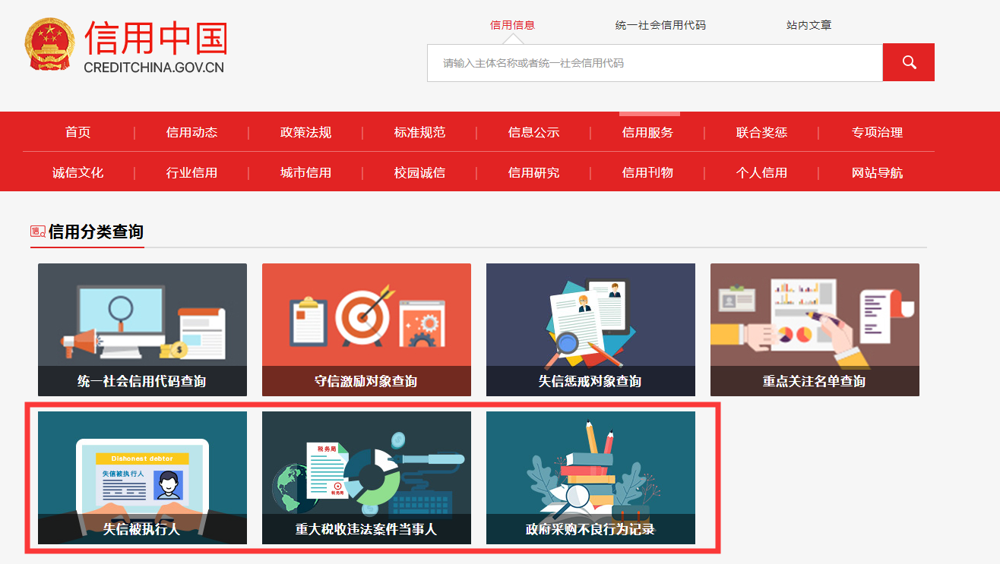 信用中国
CREDITCHINA.GOV.CN
信用信息 统一社会信用代码 站内文章
请输入主体名称或者统一社会信用代码
首页 信用动态 政策法规 标准规范 信息公示 信用服务 联合奖惩 专项治理
诚信文化 行业信用 城市信用 校园诚信 信用研究 信用刊物 个人信用 网站导航
信 信用分类查询
统一社会信用代码查询 守信激励对象查询 失信惩戒对象查询 重点关注名单查询
Dishonest debtor
失信被执行人
失信被执行人
税务局
税务局
重大税收违法案件当事人
政府采购不良行为记录